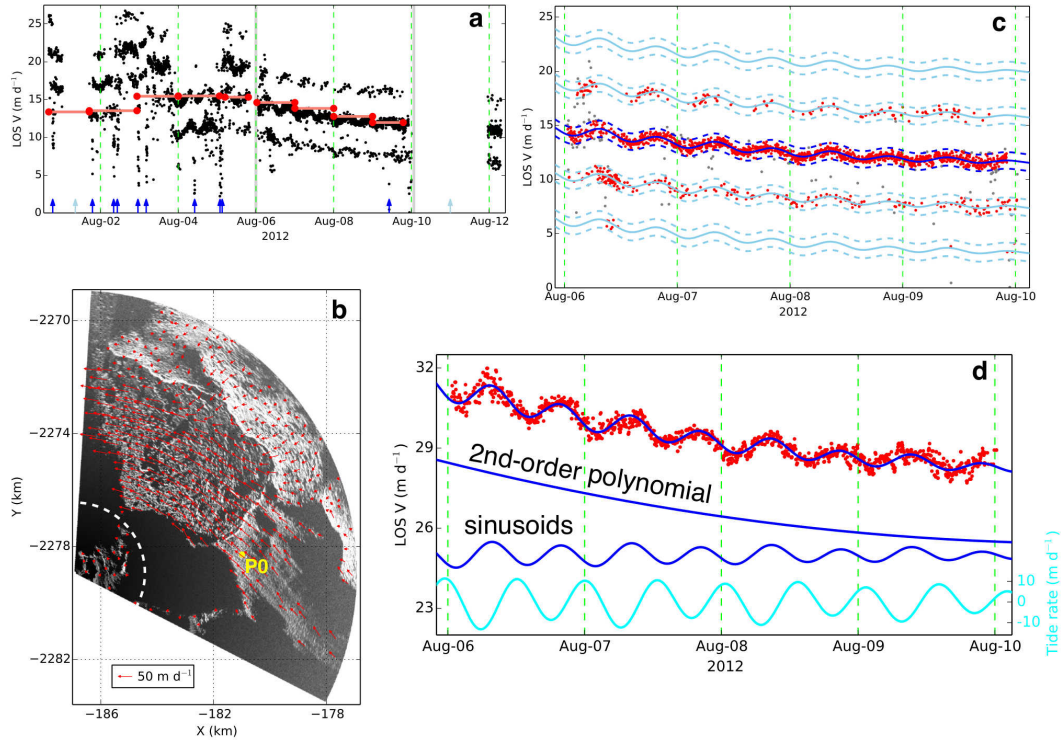 a
LOS V (m d⁻¹)
25
20
15
10
5
0
Aug-02
Aug-04
Aug-06
Aug-08
Aug-10
Aug-12
2012
c
LOS V (m d⁻¹)
25
20
15
10
5
0
Aug-06
Aug-07
Aug-08
Aug-09
Aug-10
2012
b
Y (km)
−2270
−2274
−2278
−2282
P0
50 m d⁻¹
−186
−182
−178
X (km)
d
LOS V (m d⁻¹)
32
29
26
23
2nd-order polynomial
sinusoids
10
0
-10
Tide rate (m d⁻¹)
Aug-06
Aug-07
Aug-08
Aug-09
Aug-10
2012